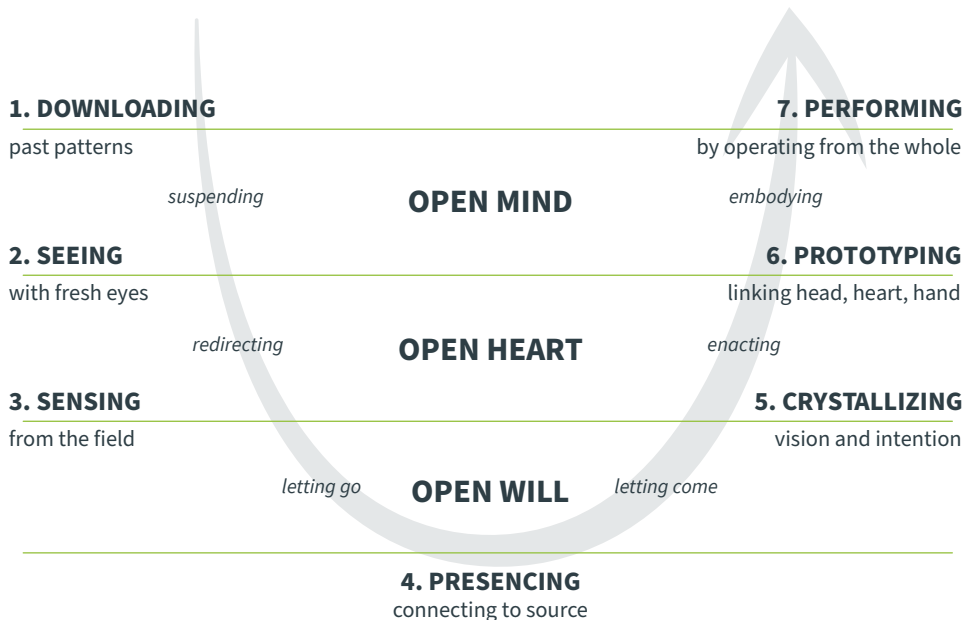 1. DOWNLOADING
7. PERFORMING
past patterns
by operating from the whole
suspending
OPEN MIND
embodying
2. SEEING
6. PROTOTYPING
with fresh eyes
linking head, heart, hand
redirecting
OPEN HEART
enacting
3. SENSING
5. CRYSTALLIZING
from the field
vision and intention
letting go
OPEN WILL
letting come
4. PRESENCING
connecting to source